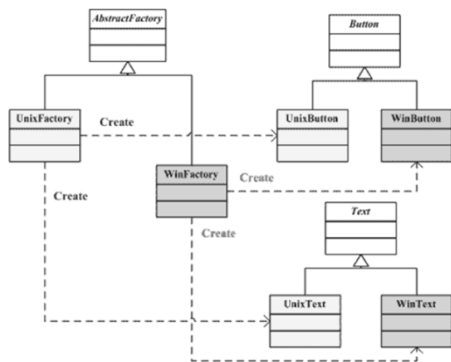 AbstractFactory
Button
UnixFactory
Create
UnixButton
WinButton
WinFactory
Create
Create
Create
Text
UnixText
WinText